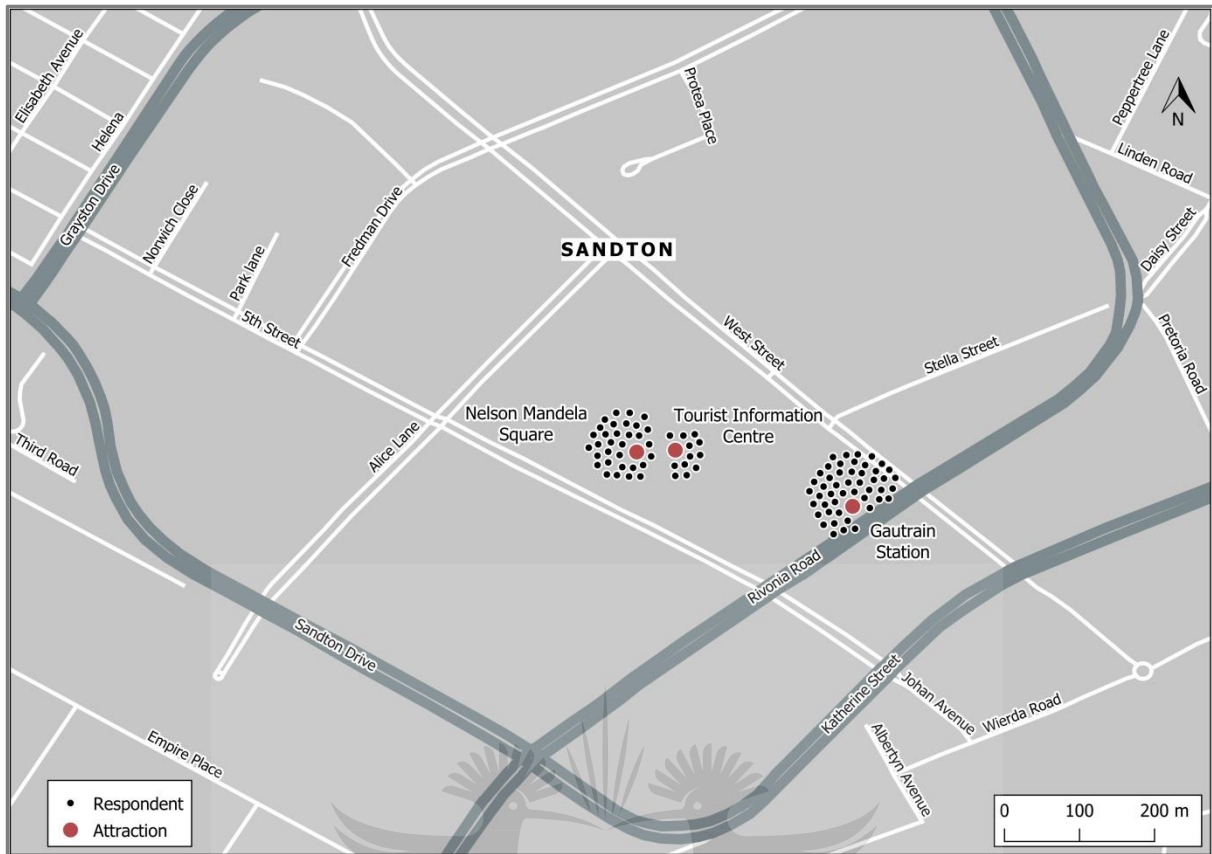 Elisabeth Avenue
Helena
Grayston Drive
Norwich Close
Park lane
5th Street
Fredman Drive
Protea Place
Peppertree Lane
N
Linden Road
Daisy Street
Pretoria Road
SANDTON
West Street
Stella Street
Nelson Mandela
Square
Tourist Information
Centre
Alice Lane
Third Road
Gautrain
Station
Rivonia Road
Sandton Drive
Katherine Street
Johan Avenue
Wierda Road
Albertyn Avenue
Empire Place
Respondent
Attraction
0 100 200 m